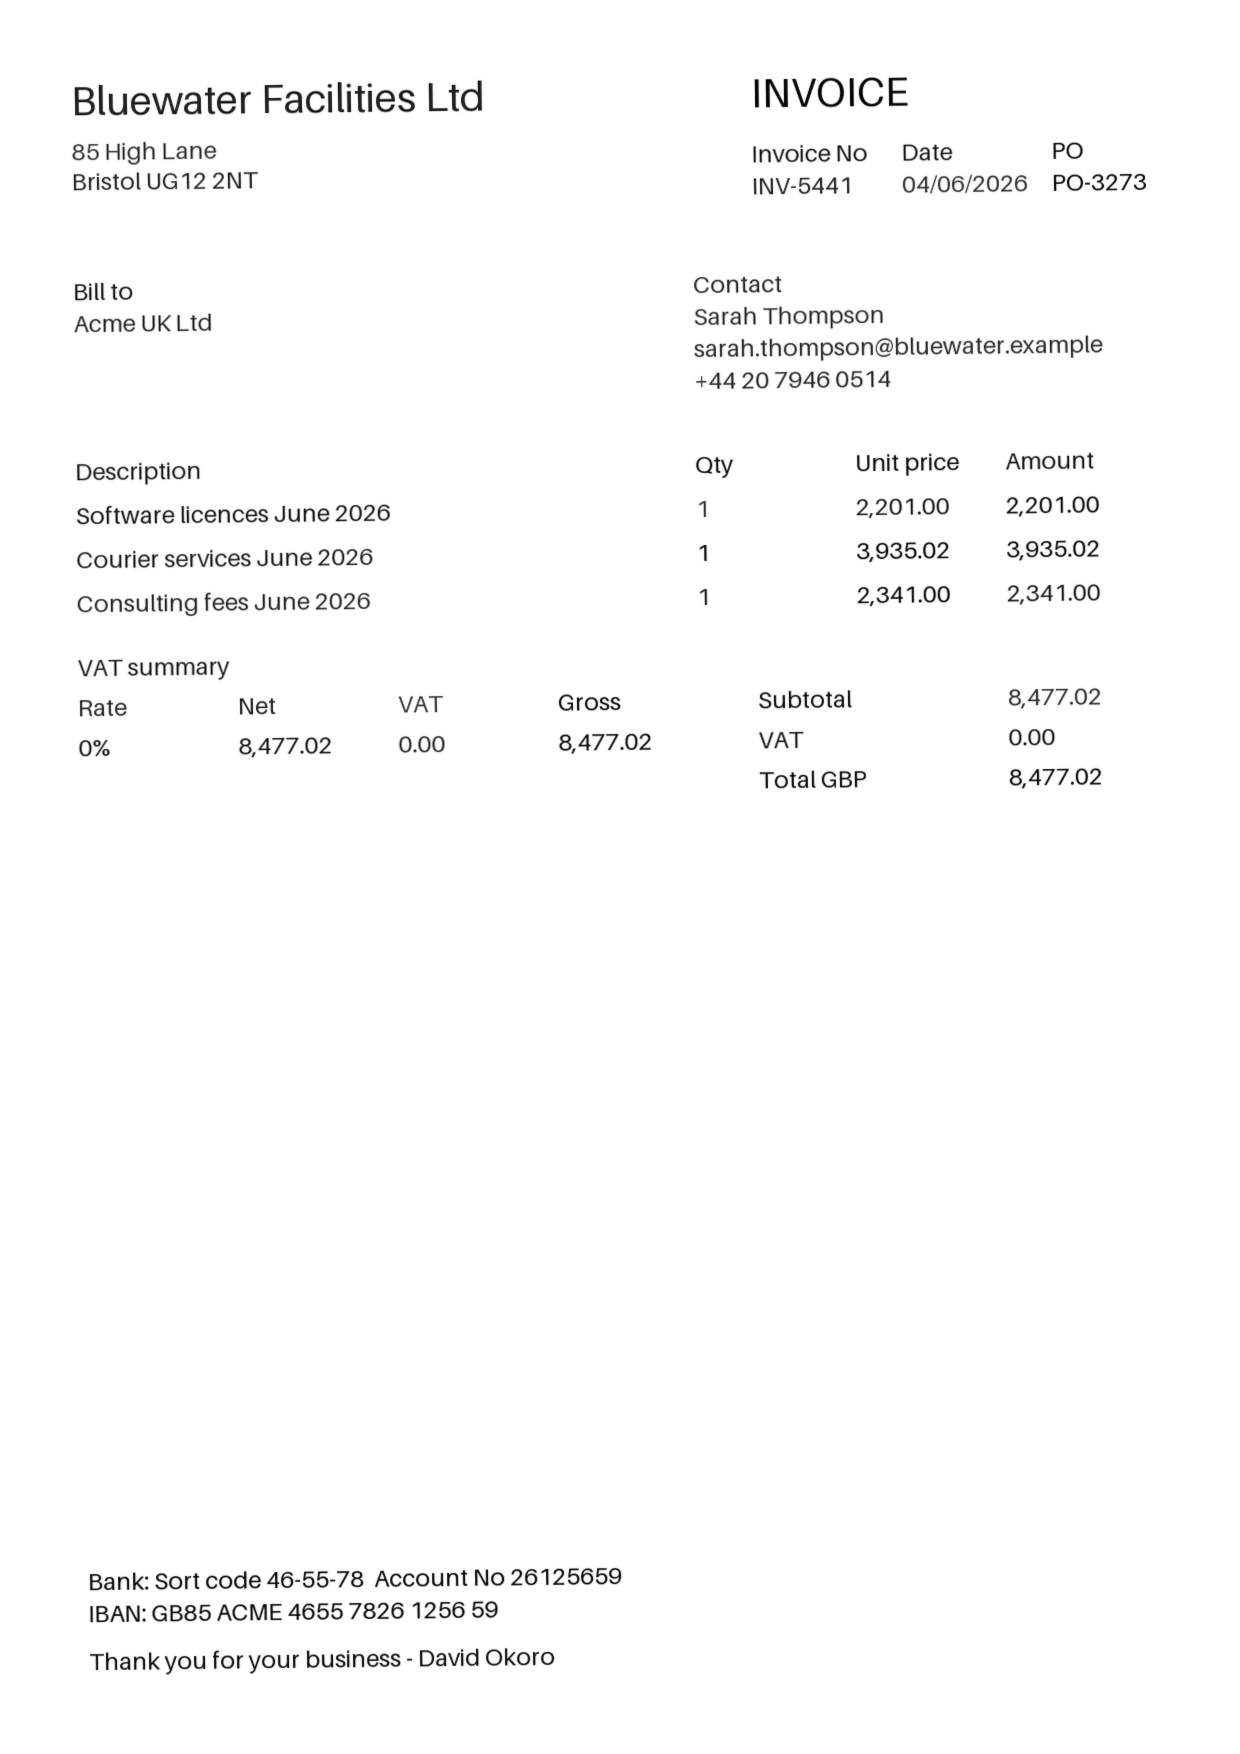 Bluewater Facilities Ltd
85 High Lane
Bristol UG12 2NT
INVOICE
Invoice No Date PO
INV-5441 04/06/2026 PO-3273
Bill to
Acme UK Ltd
Contact
Sarah Thompson
sarah.thompson@bluewater.example
+44 20 7946 0514
Description Qty Unit price Amount
Software licences June 2026 1 2,201.00 2,201.00
Courier services June 2026 1 3,935.02 3,935.02
Consulting fees June 2026 1 2,341.00 2,341.00
VAT summary
Rate Net VAT Gross
0% 8,477.02 0.00 8,477.02
Subtotal 8,477.02
VAT 0.00
Total GBP 8,477.02
Bank: Sort code 46-55-78 Account No 26125659
IBAN: GB85 ACME 4655 7826 1256 59
Thank you for your business - David Okoro